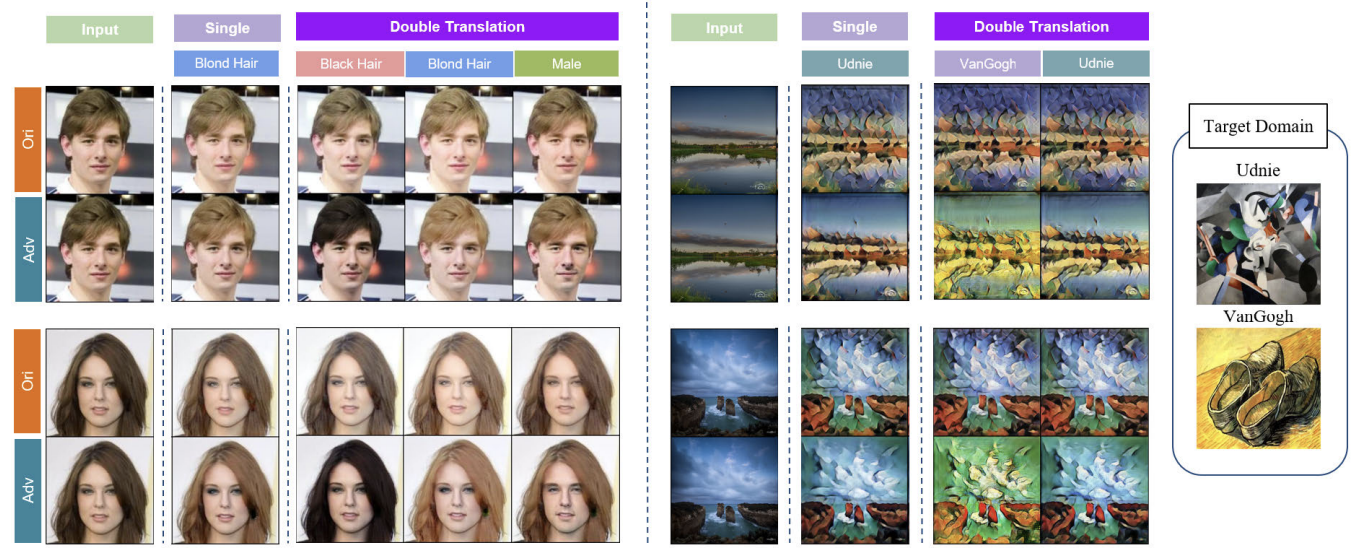 Input Single Double Translation Input Single Double Translation
Blond Hair Black Hair Blond Hair Male Udnie VanGogh Udnie
Ori
Adv
Ori
Adv
Target Domain
Udnie
VanGogh